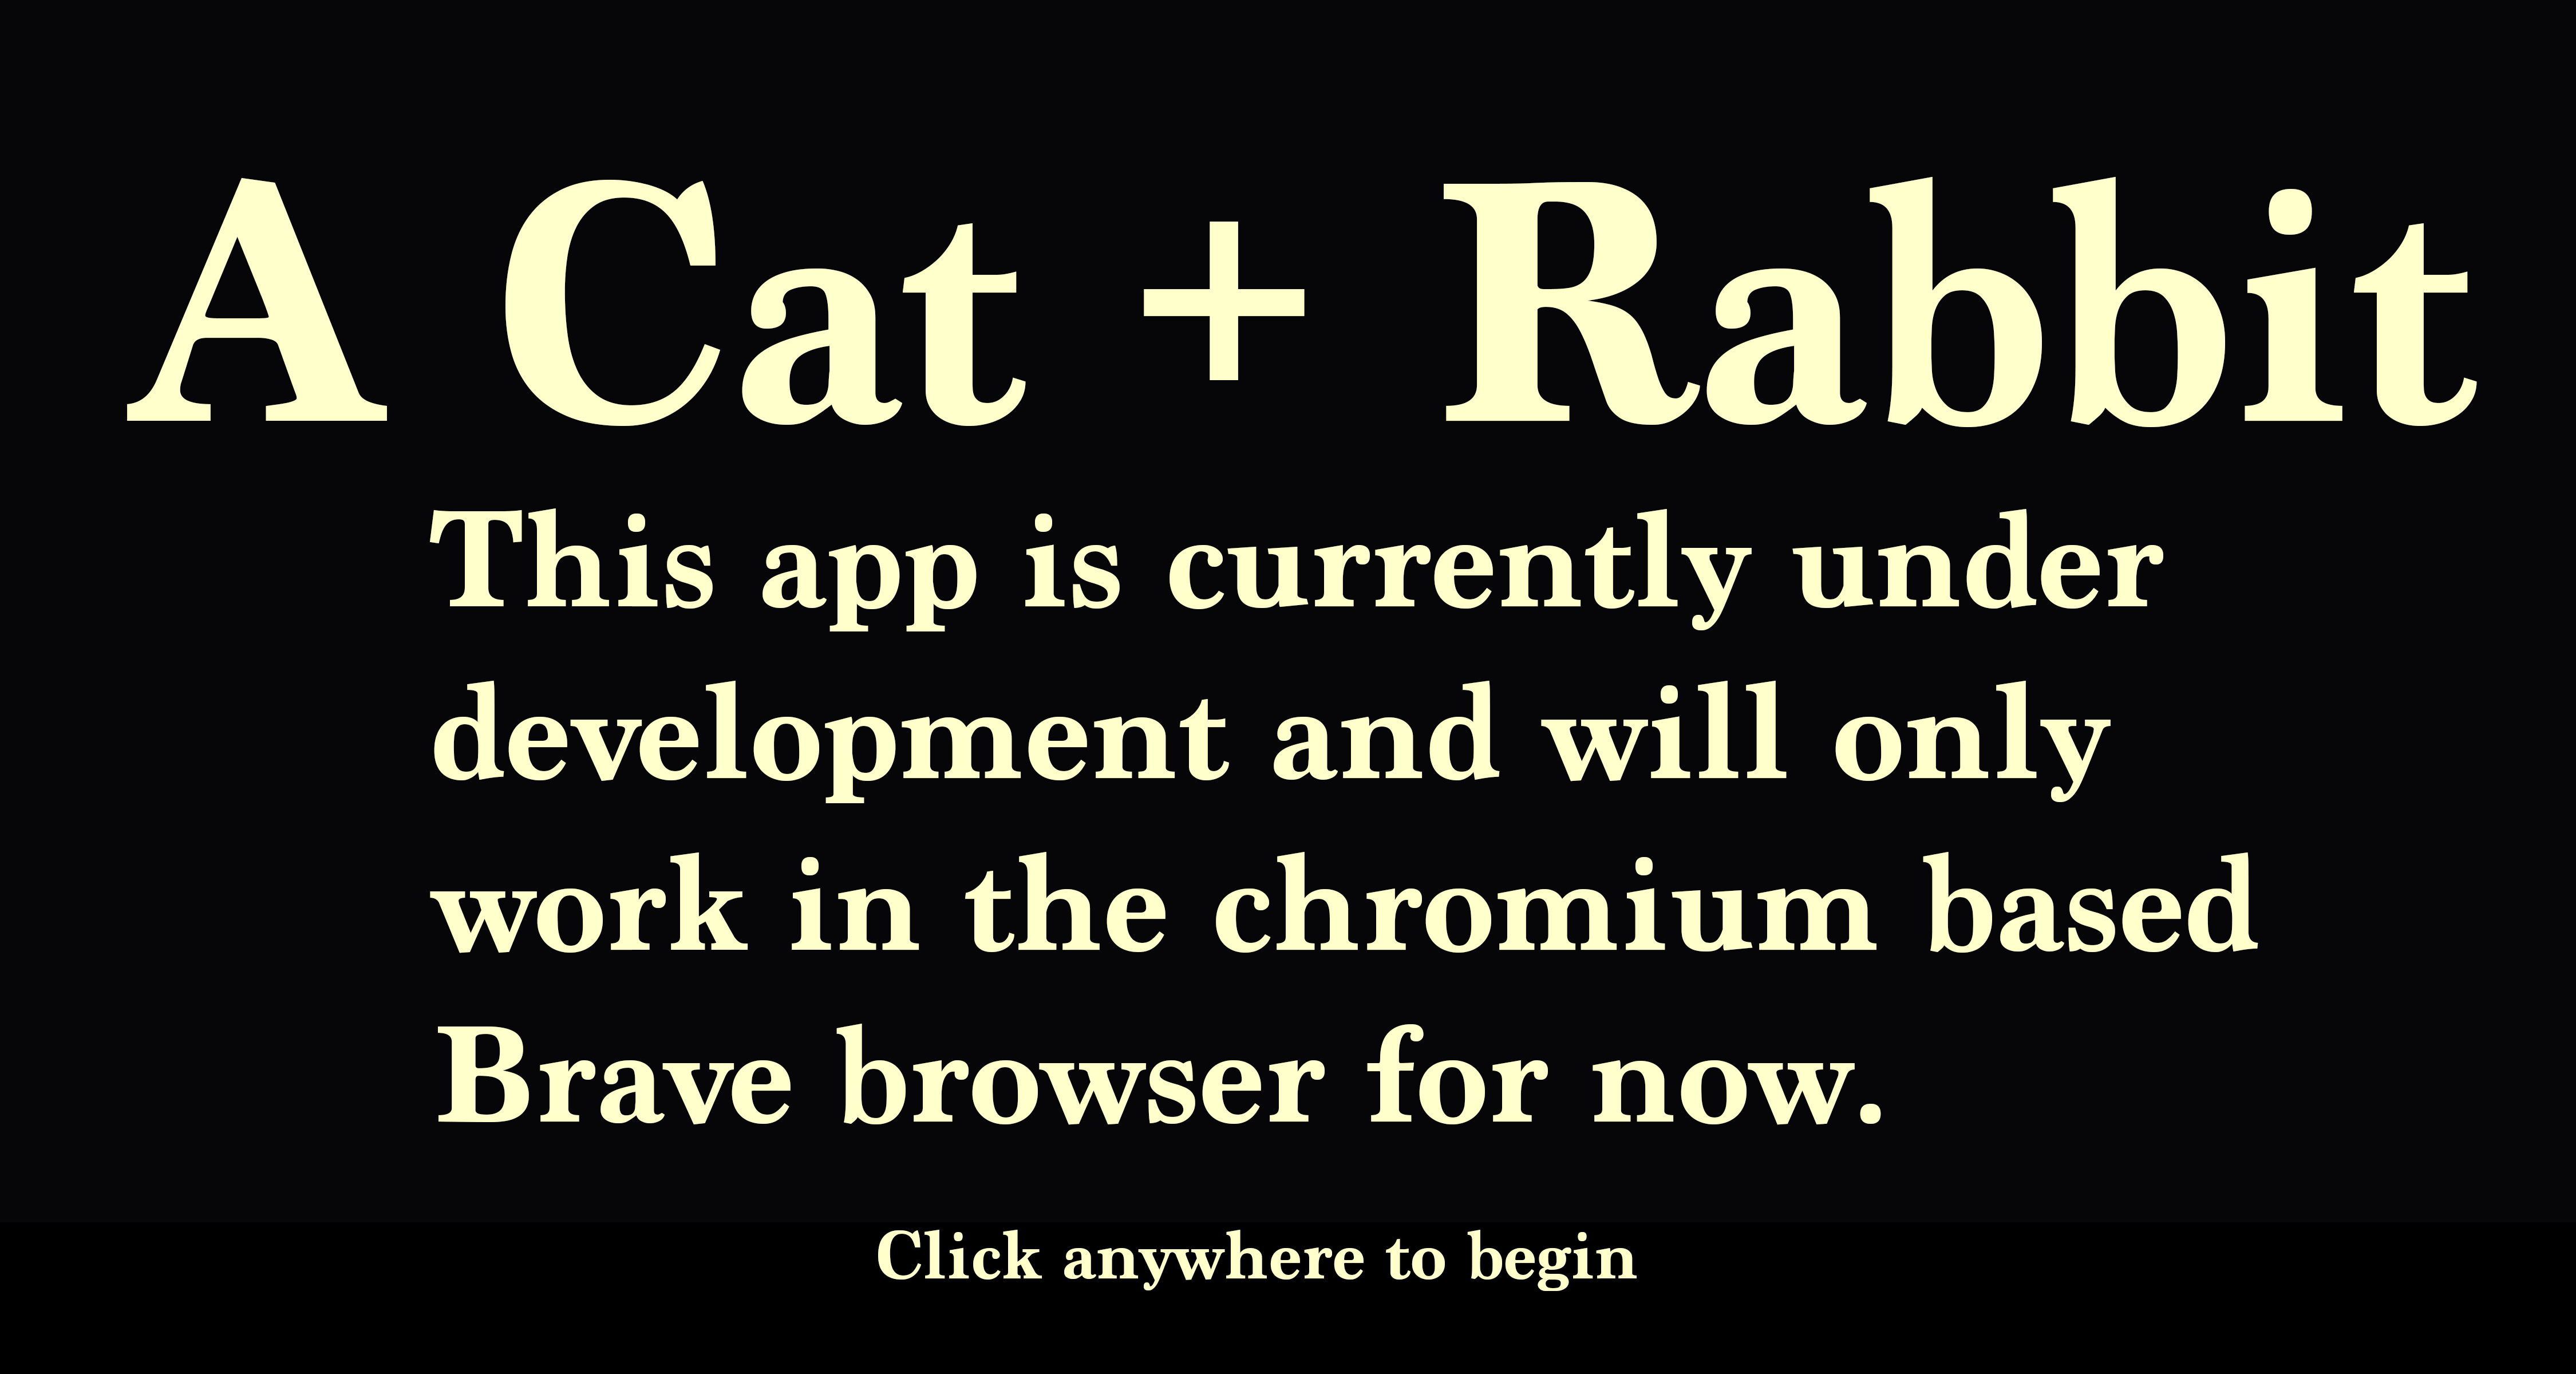 A Cat + Rabbit
This app is currently under
development and will only
work in the chromium based
Brave browser for now.
Click anywhere to begin